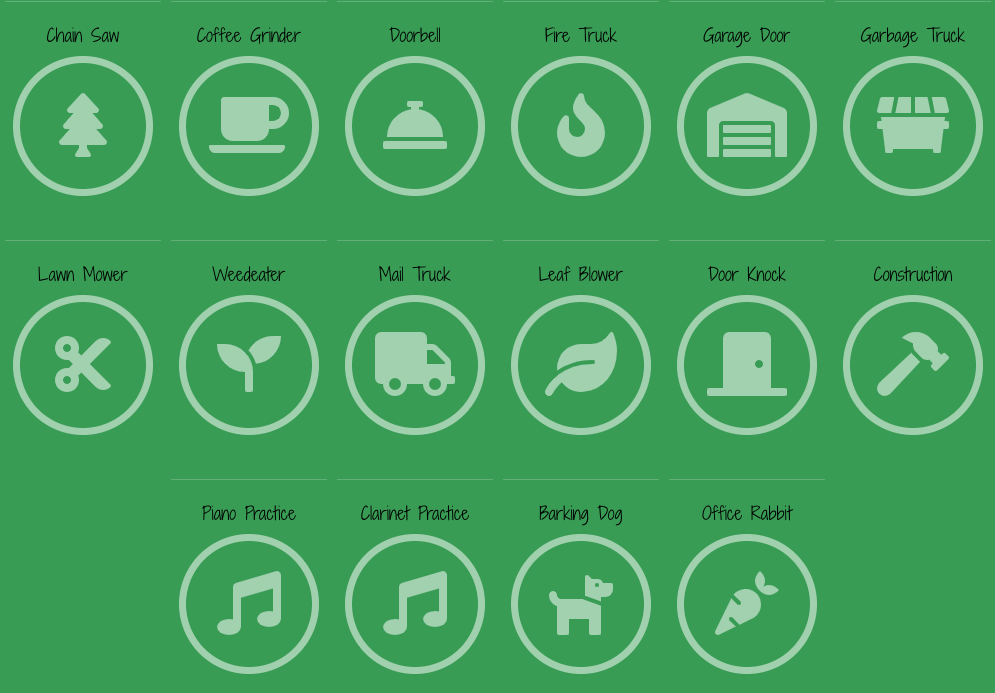 Chain Saw
Coffee Grinder
Doorbell
Fire Truck
Garage Door
Garbage Truck
Lawn Mower
Weedeater
Mail Truck
Leaf Blower
Door Knock
Construction
Piano Practice
Clarinet Practice
Barking Dog
Office Rabbit